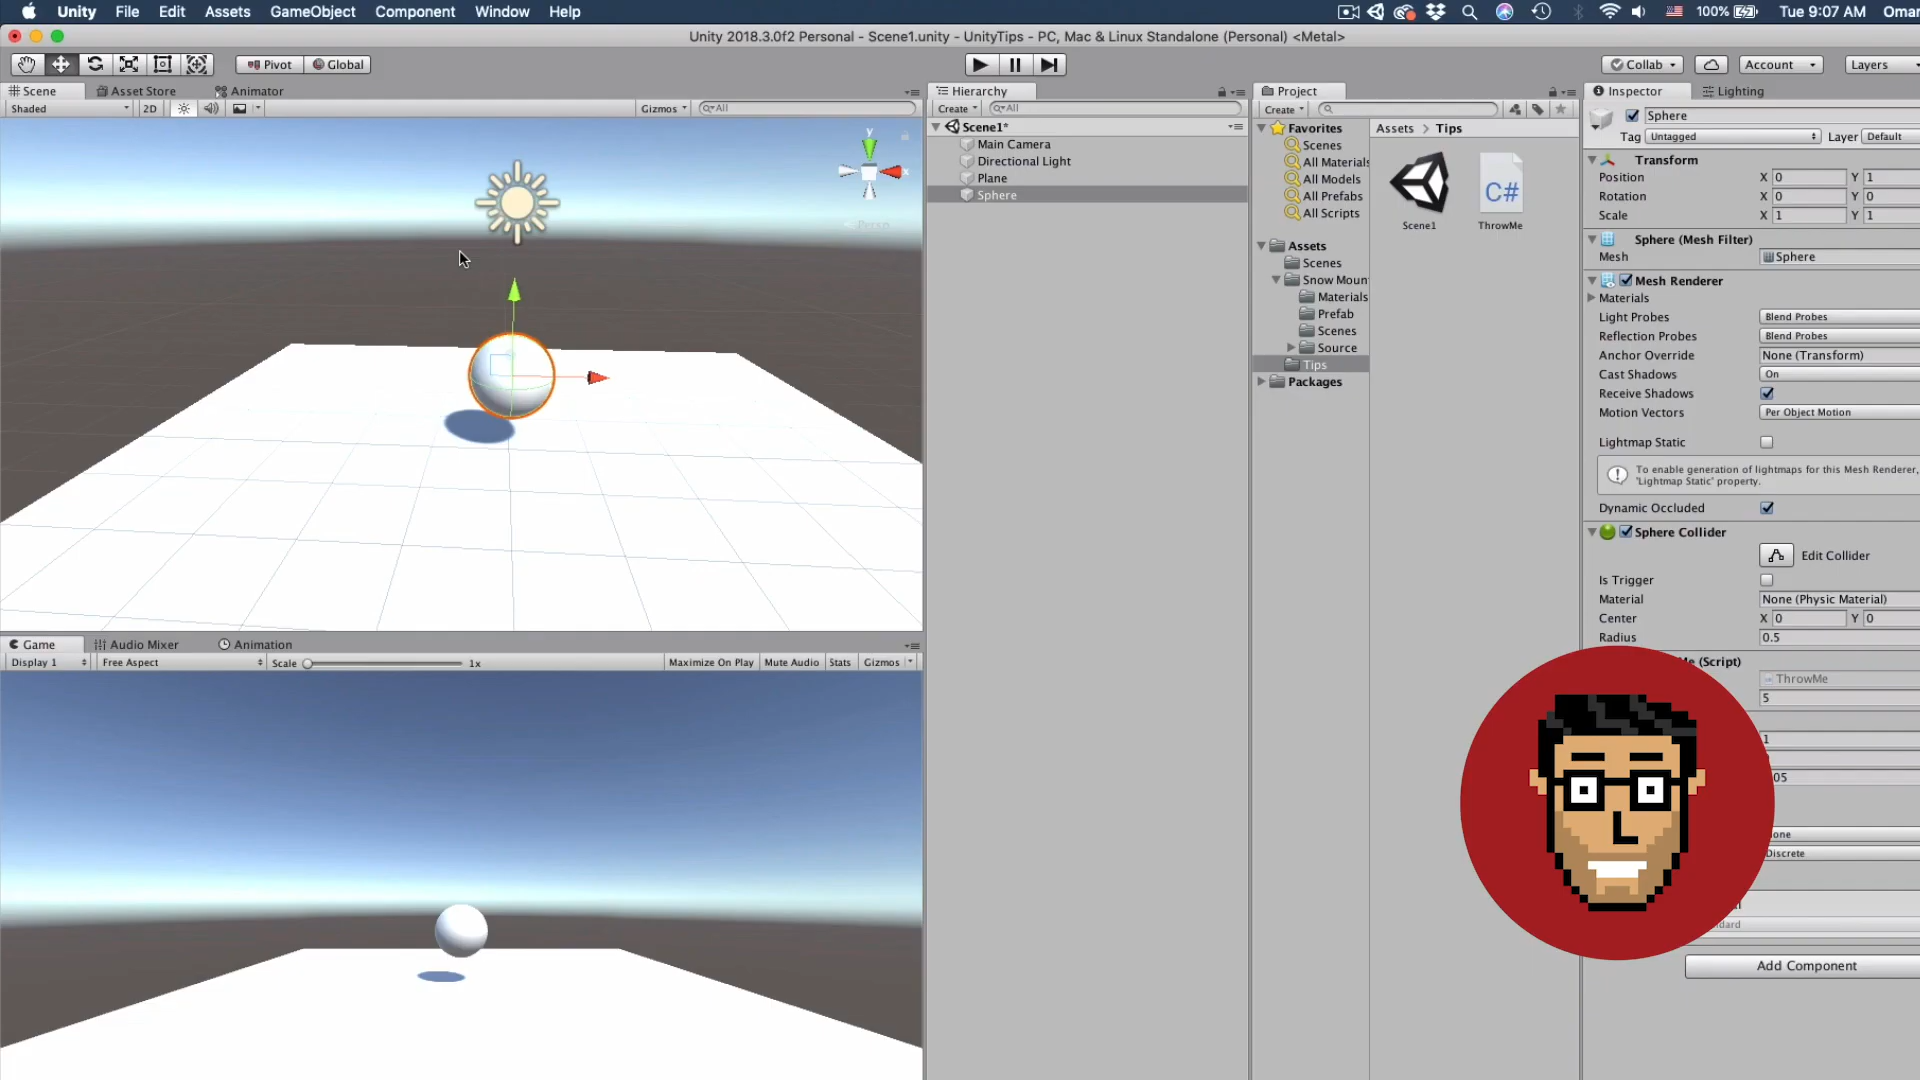 Unity File Edit Assets GameObject Component Window Help 100% Tue 9:07 AM Omar
Unity 2018.3.0f2 Personal - Scene1.unity - UnityTips - PC, Mac & Linux Standalone (Personal) <Metal>
Pivot Global Collab Account Layers
Scene Asset Store Animator
Shaded 2D Gizmos All
y
x
Persp
Game Audio Mixer Animation
Display 1 Free Aspect Scale 1x Maximize On Play Mute Audio Stats Gizmos
Hierarchy
Create All
Scene1*
Main Camera
Directional Light
Plane
Sphere
Project
Create
Favorites
Scenes
All Materials
All Models
All Prefabs
All Scripts
Assets
Scenes
Snow Moun
Materials
Prefab
Scenes
Source
Tips
Packages
Assets > Tips
C#
Scene1 ThrowMe
Inspector Lighting
Sphere
Tag Untagged Layer Default
Transform
Position X 0 Y 1
Rotation X 0 Y 0
Scale X 1 Y 1
Sphere (Mesh Filter)
Mesh Sphere
Mesh Renderer
Materials
Light Probes Blend Probes
Reflection Probes Blend Probes
Anchor Override None (Transform)
Cast Shadows On
Receive Shadows
Motion Vectors Per Object Motion
Lightmap Static
To enable generation of lightmaps for this Mesh Renderer,
'Lightmap Static' property.
Dynamic Occluded
Sphere Collider
Edit Collider
Is Trigger
Material None (Physic Material)
Center X 0 Y 0
Radius 0.5
Me (Script)
ThrowMe
5
1
05
one
Discrete
dard
Add Component